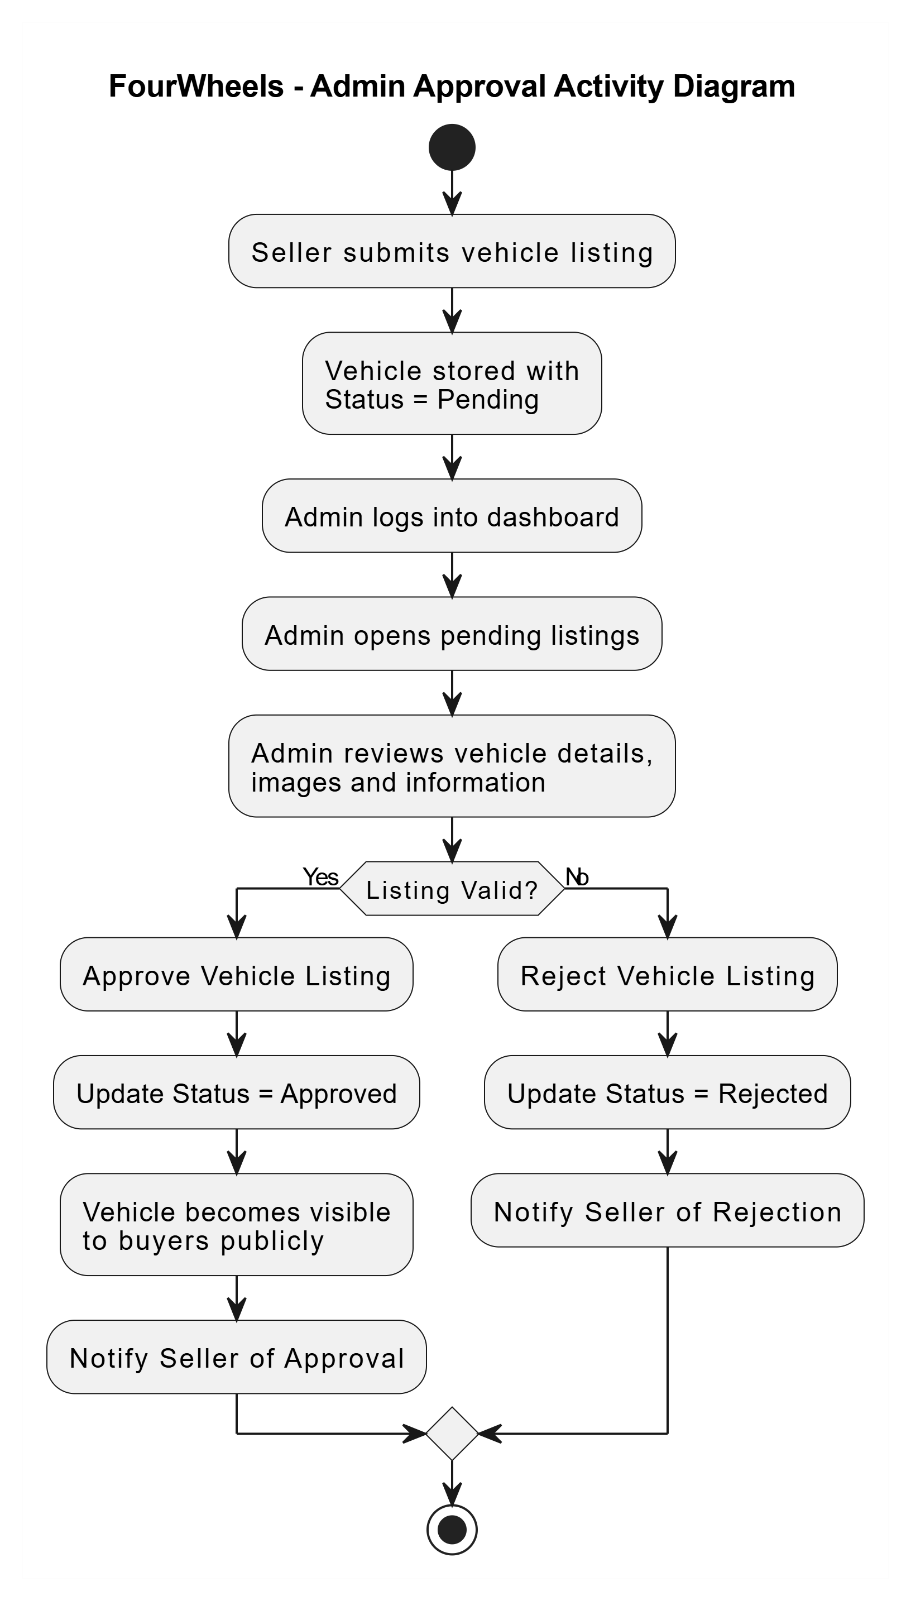 FourWheels - Admin Approval Activity Diagram
Seller submits vehicle listing
Vehicle stored with
Status = Pending
Admin logs into dashboard
Admin opens pending listings
Admin reviews vehicle details,
images and information
Listing Valid?
Yes
No
Approve Vehicle Listing
Update Status = Approved
Vehicle becomes visible
to buyers publicly
Notify Seller of Approval
Reject Vehicle Listing
Update Status = Rejected
Notify Seller of Rejection